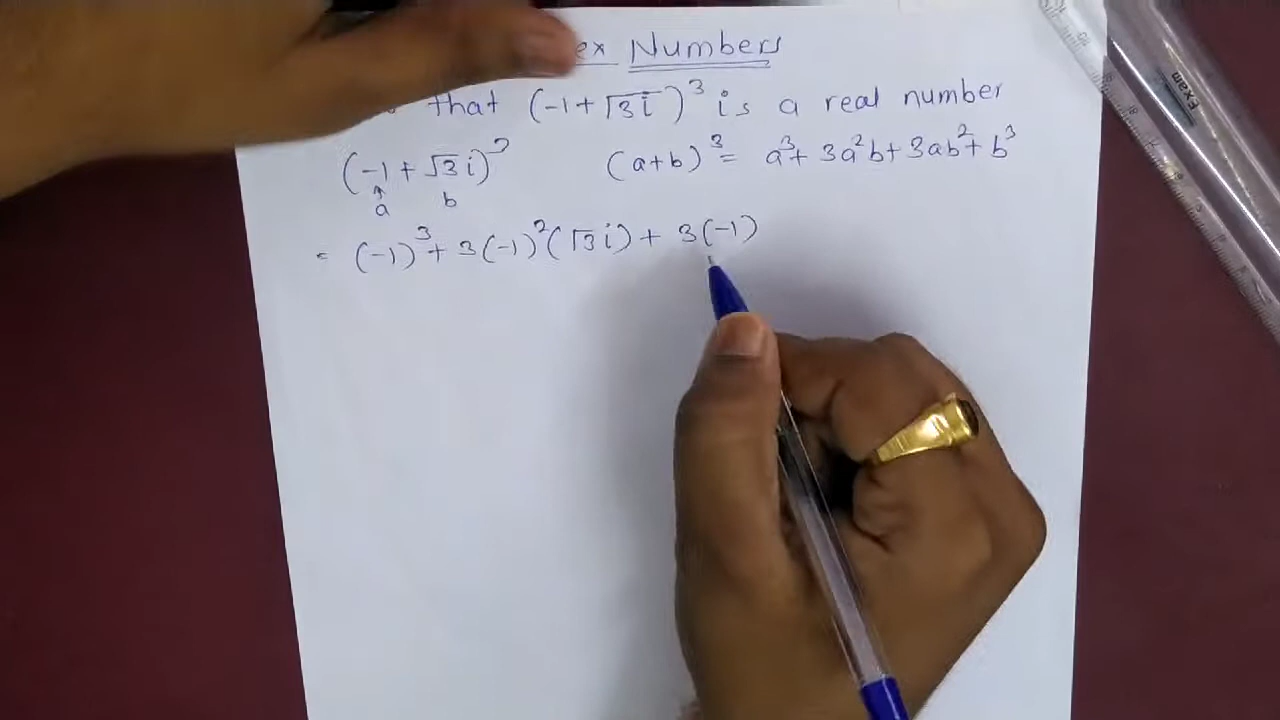 ex Numbers
that (-1+√3i)³ is a real number
(-1+√3i)³ (a+b)³= a³+ 3a²b+3ab²+b³
a b
= (-1)³+ 3(-1)²(√3i)+ 3(-1)
Exam